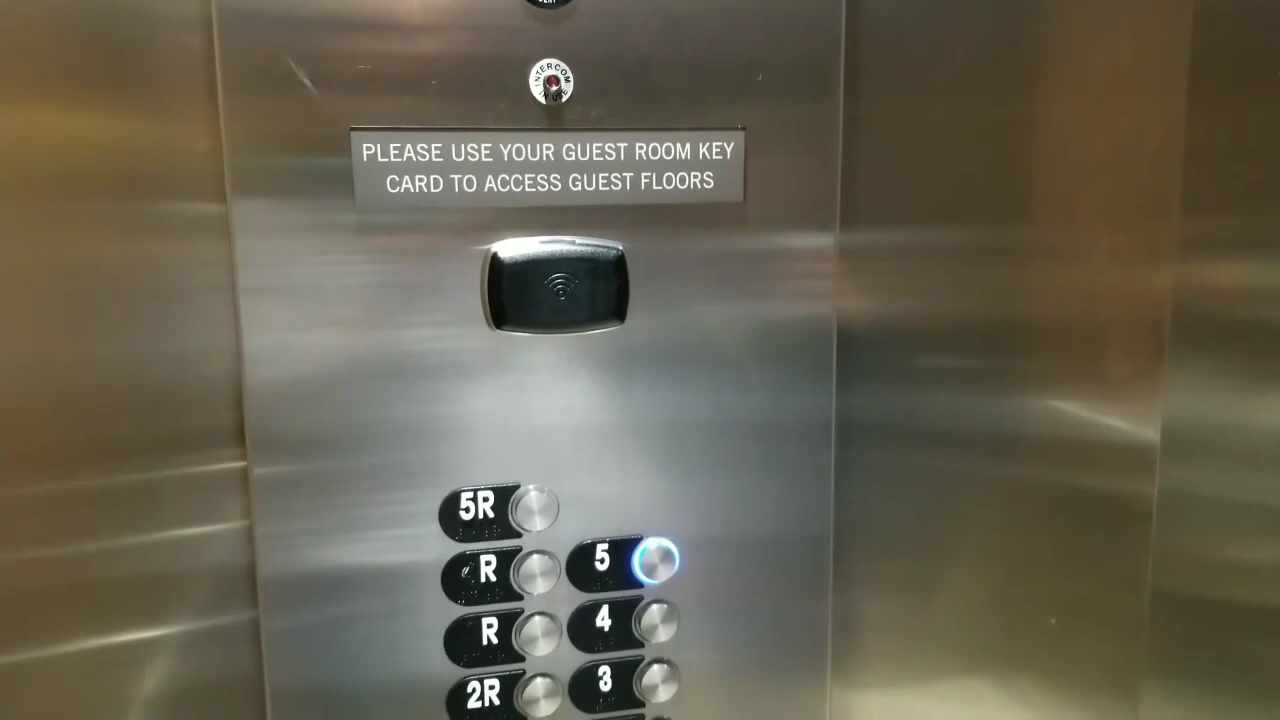 INTERCOM
PLEASE USE YOUR GUEST ROOM KEY
CARD TO ACCESS GUEST FLOORS
5R
R 5
R 4
2R 3